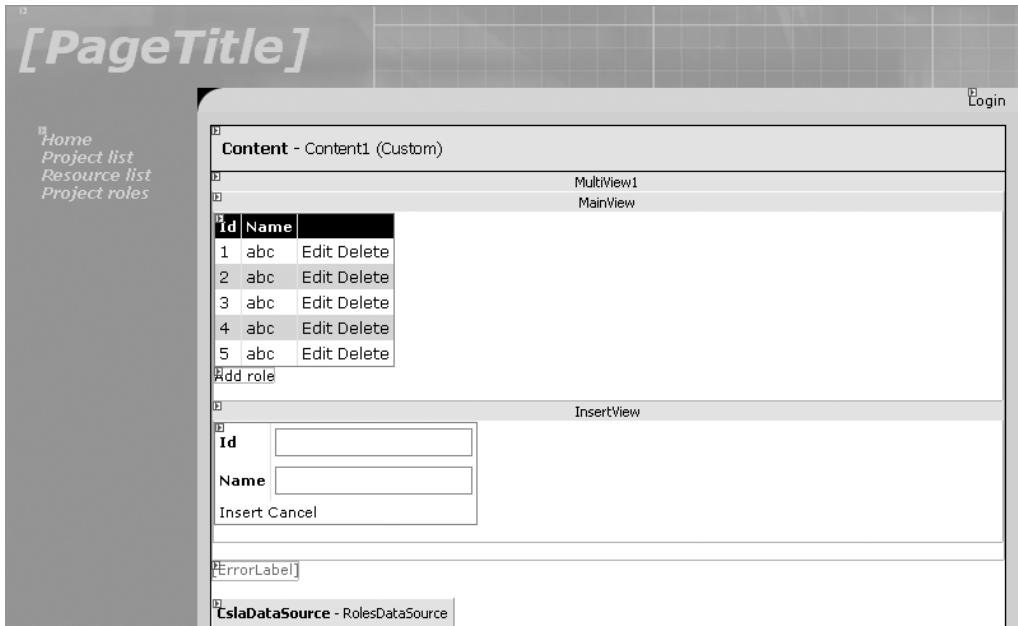 [PageTitle]
Login
Home
Project list
Resource list
Project roles
Content - Content1 (Custom)
MultiView1
MainView
Id Name
1 abc Edit Delete
2 abc Edit Delete
3 abc Edit Delete
4 abc Edit Delete
5 abc Edit Delete
Add role
InsertView
Id
Name
Insert Cancel
[ErrorLabel]
CslaDataSource - RolesDataSource